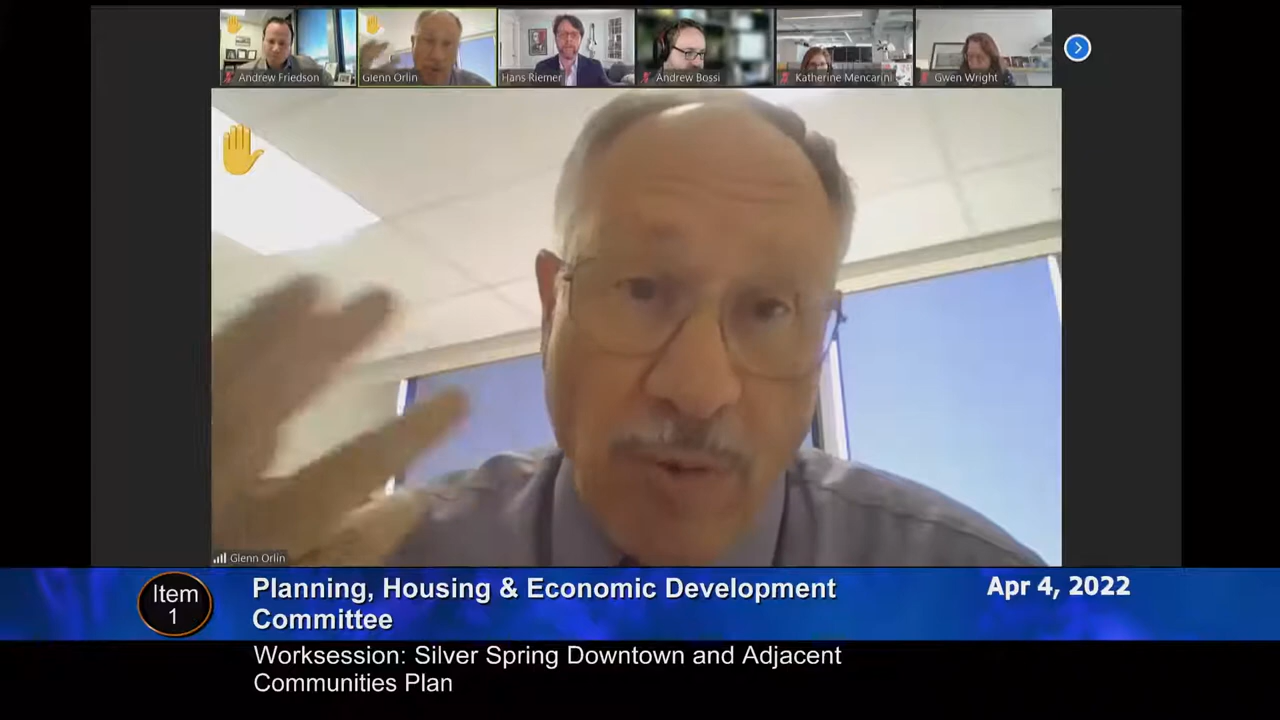 Andrew Friedson
Glenn Orlin
Hans Riemer
Andrew Bossi
Katherine Mencarini
Gwen Wright
Glenn Orlin
Item
1
Planning, Housing & Economic Development
Committee
Apr 4, 2022
Worksession: Silver Spring Downtown and Adjacent
Communities Plan